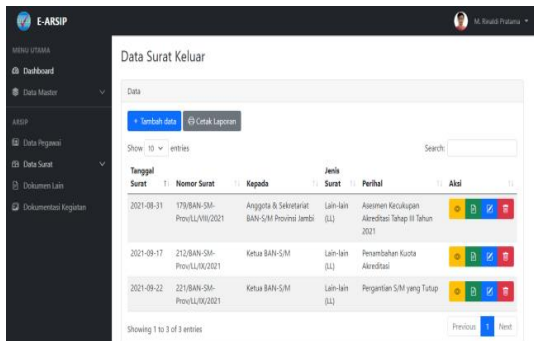 E-ARSIP
M. Rinaldi Pratama
MENU UTAMA
Dashboard
Data Master
ARSIP
Data Pegawai
Data Surat
Dokumen Lain
Dokumentasi Kegiatan
Data Surat Keluar
Data
+ Tambah data
Cetak Laporan
Show 10 entries
Search:
Tanggal Surat
Nomor Surat
Kepada
Jenis Surat
Perihal
Aksi
2021-08-31
179/BAN-SM-
Prov/LL/VIII/2021
Anggota & Sekretariat
BAN-S/M Provinsi Jambi
Lain-lain
(LL)
Asesmen Kecukupan
Akreditasi Tahap III Tahun
2021
2021-09-17
212/BAN-SM-
Prov/LL/IX/2021
Ketua BAN-S/M
Lain-lain
(LL)
Penambahan Kuota
Akreditasi
2021-09-22
221/BAN-SM-
Prov/LL/IX/2021
Ketua BAN-S/M
Lain-lain
(LL)
Pergantian S/M yang Tutup
Showing 1 to 3 of 3 entries
Previous 1 Next